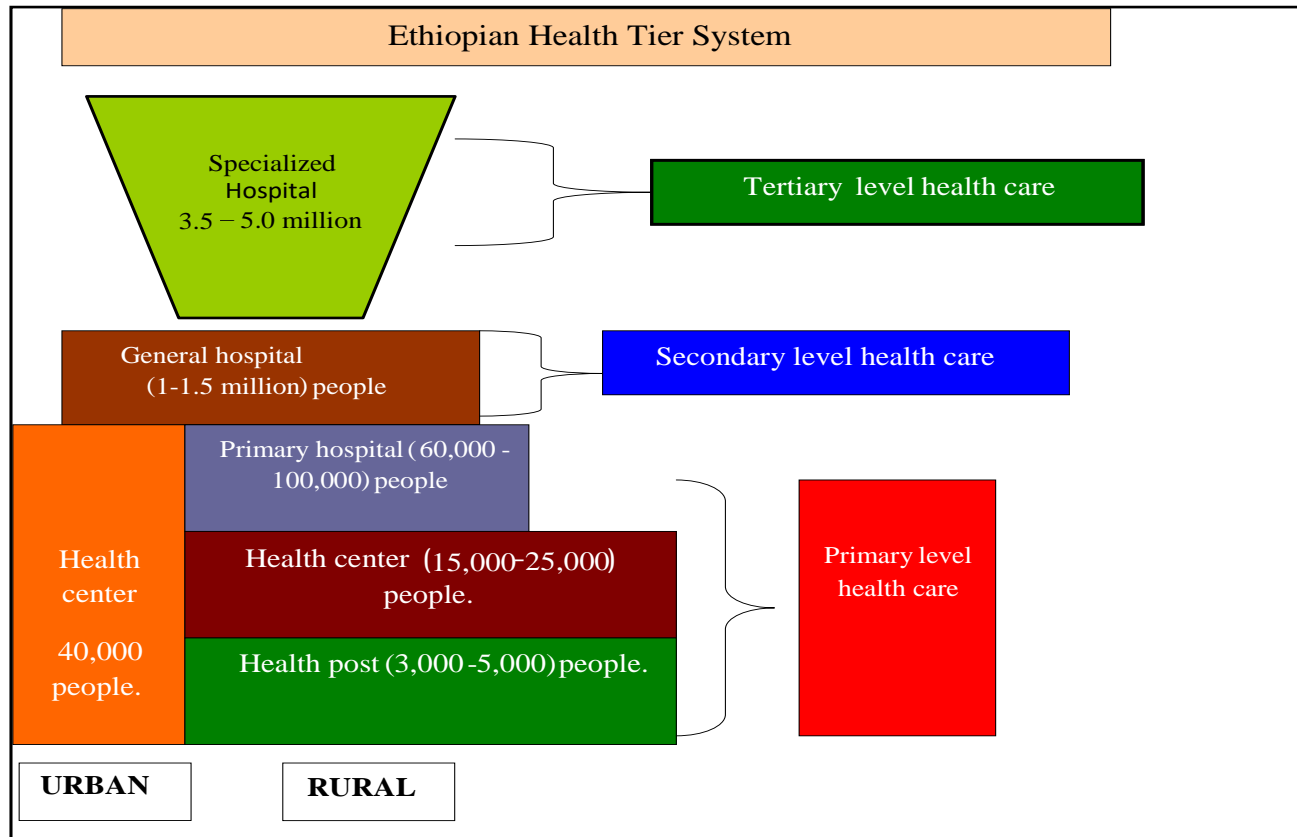 Ethiopian Health Tier System
Specialized
Hospital
3.5 – 5.0 million
Tertiary level health care
General hospital
(1-1.5 million) people
Secondary level health care
Primary hospital (60,000 -
100,000) people
Health center (15,000-25,000)
people.
Health post (3,000 -5,000) people.
Health
center
40,000
people.
Primary level
health care
URBAN
RURAL